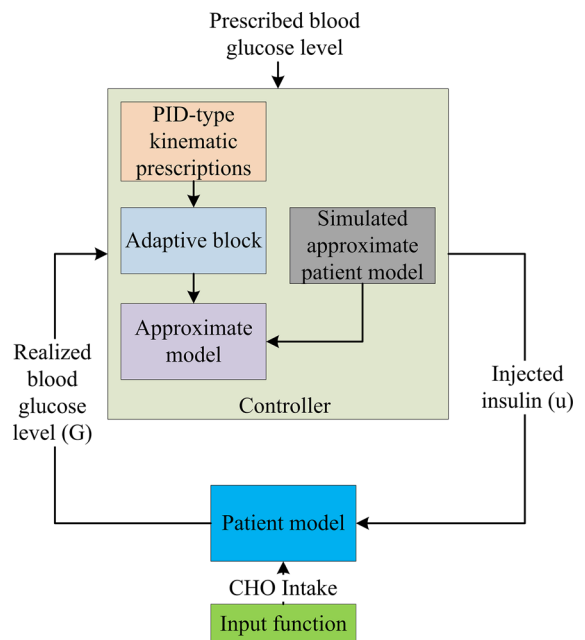 Prescribed blood
glucose level
PID-type
kinematic
prescriptions
Adaptive block
Simulated
approximate
patient model
Approximate
model
Controller
Realized
blood
glucose
level (G)
Injected
insulin (u)
Patient model
CHO Intake
Input function